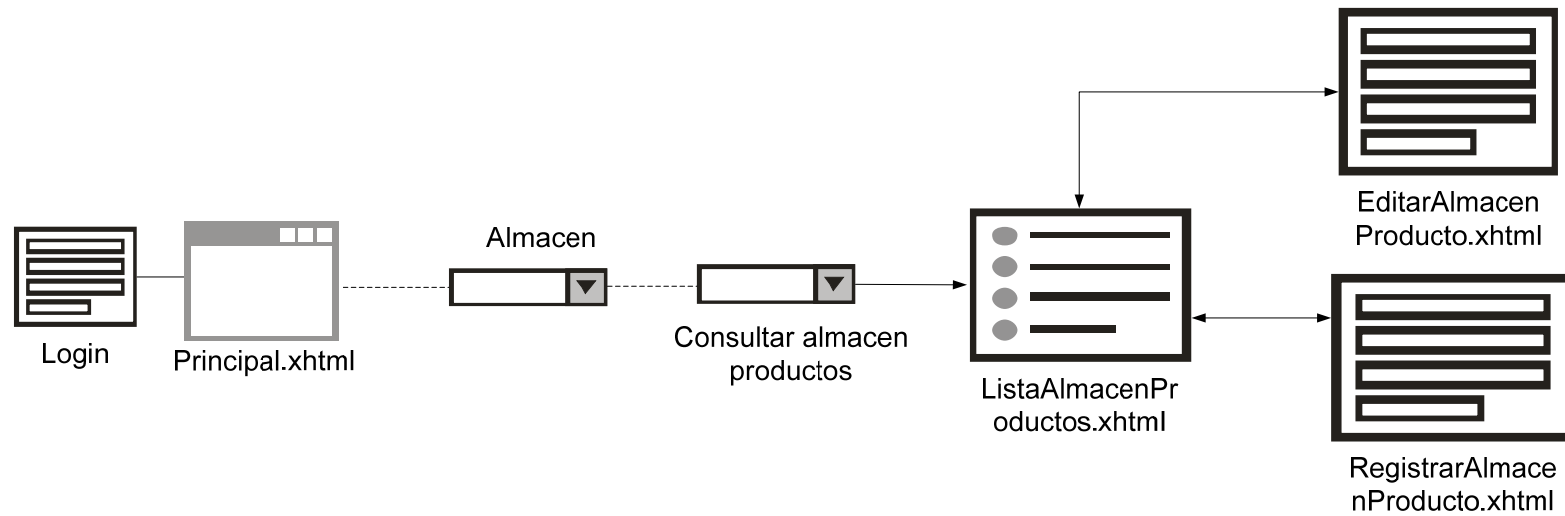 Login
Principal.xhtml
Almacen
Consultar almacen
productos
ListaAlmacenPr
oductos.xhtml
EditarAlmacen
Producto.xhtml
RegistrarAlmace
nProducto.xhtml